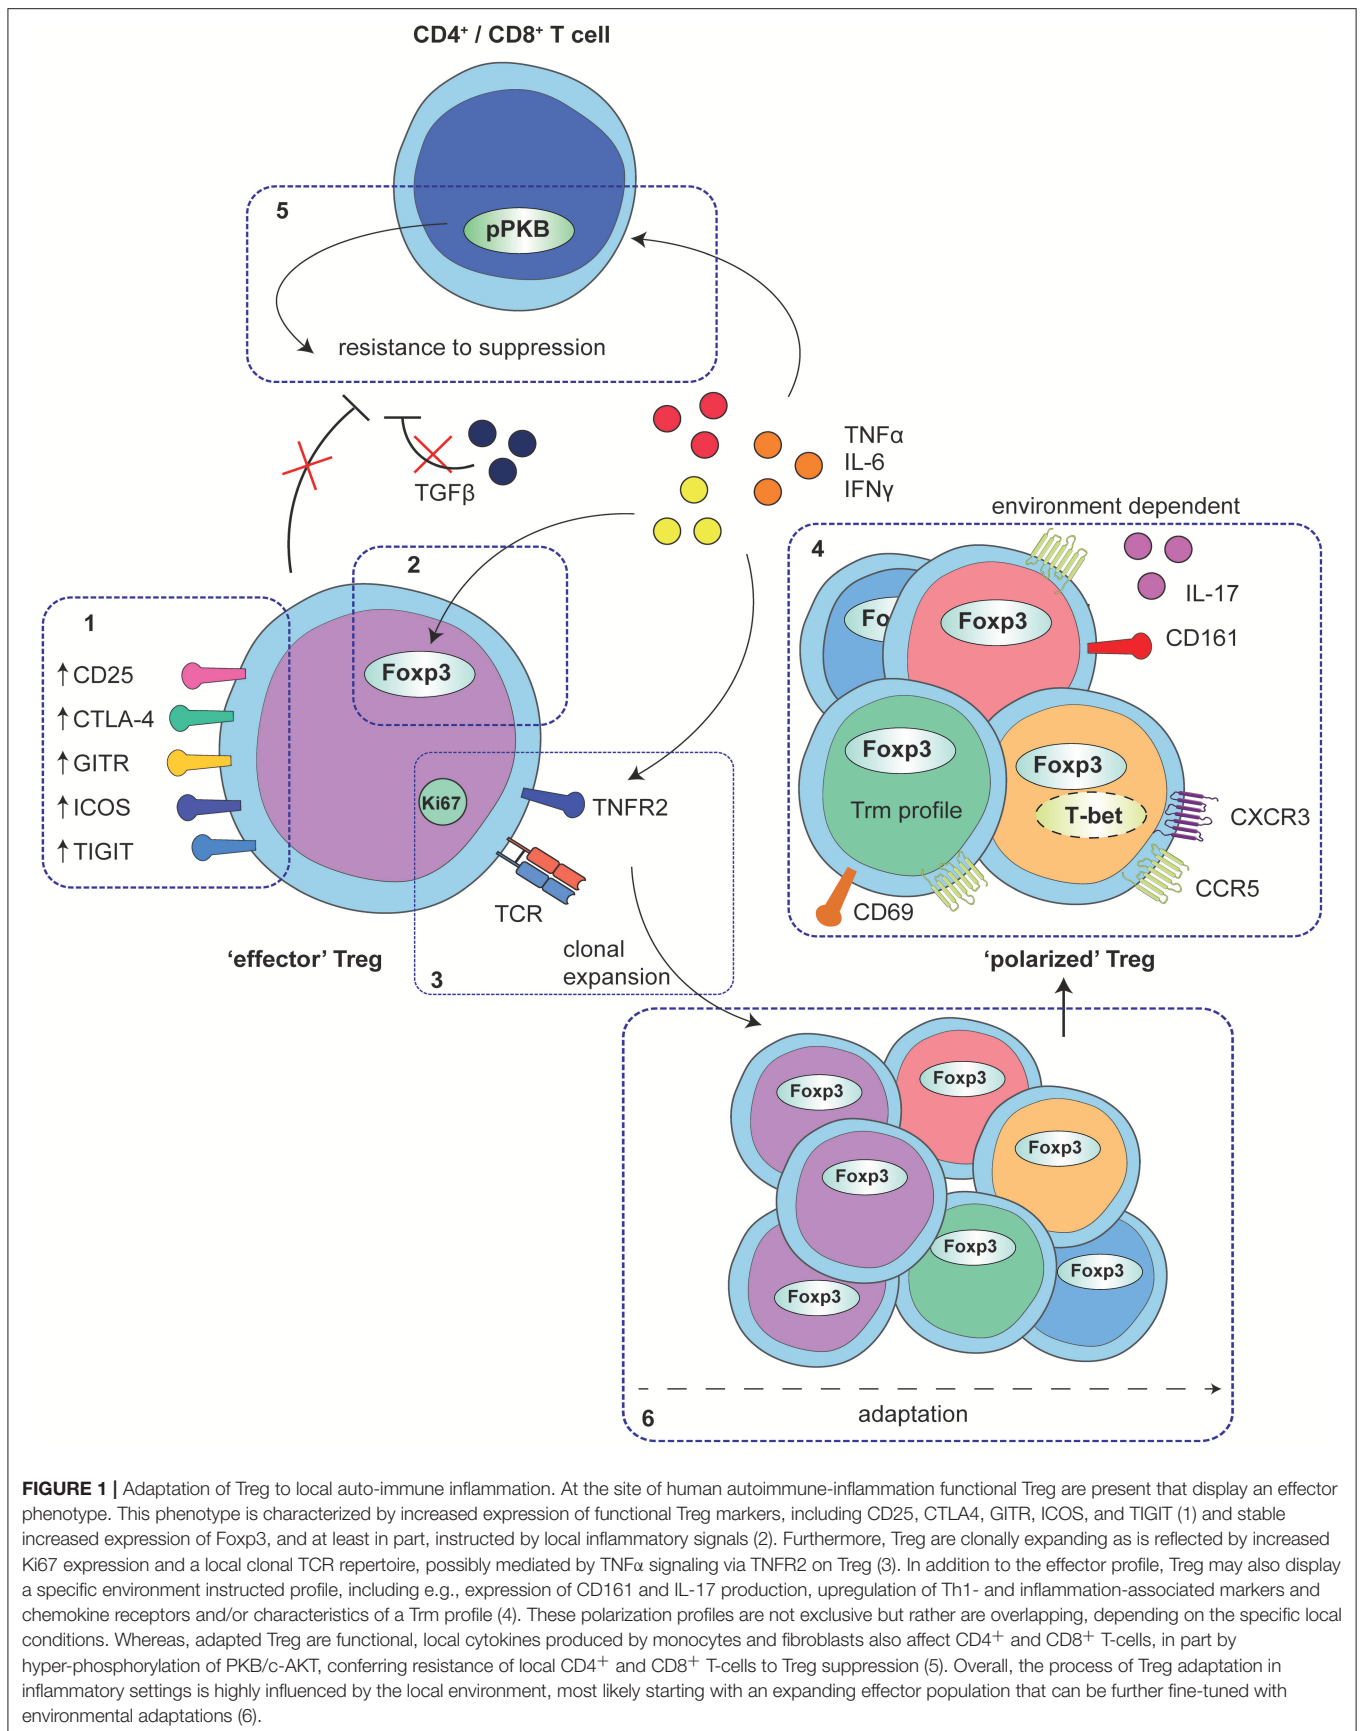 CD4+ / CD8+ T cell
5
pPKB
resistance to suppression
TGFβ
TNFα
IL-6
IFNγ
environment dependent
1
↑CD25
↑CTLA-4
↑GITR
↑ICOS
↑TIGIT
2
Foxp3
Ki67
TNFR2
TCR
clonal
expansion
3
'effector' Treg
4
Fo
Foxp3
IL-17
CD161
Foxp3
Trm profile
Foxp3
T-bet
CXCR3
CCR5
CD69
'polarized' Treg
Foxp3
Foxp3
Foxp3
Foxp3
Foxp3
Foxp3
Foxp3
6
adaptation
FIGURE 1 | Adaptation of Treg to local auto-immune inflammation. At the site of human autoimmune-inflammation functional Treg are present that display an effector
phenotype. This phenotype is characterized by increased expression of functional Treg markers, including CD25, CTLA4, GITR, ICOS, and TIGIT (1) and stable
increased expression of Foxp3, and at least in part, instructed by local inflammatory signals (2). Furthermore, Treg are clonally expanding as is reflected by increased
Ki67 expression and a local clonal TCR repertoire, possibly mediated by TNFα signaling via TNFR2 on Treg (3). In addition to the effector profile, Treg may also display
a specific environment instructed profile, including e.g., expression of CD161 and IL-17 production, upregulation of Th1- and inflammation-associated markers and
chemokine receptors and/or characteristics of a Trm profile (4). These polarization profiles are not exclusive but rather are overlapping, depending on the specific local
conditions. Whereas, adapted Treg are functional, local cytokines produced by monocytes and fibroblasts also affect CD4+ and CD8+ T-cells, in part by
hyper-phosphorylation of PKB/c-AKT, conferring resistance of local CD4+ and CD8+ T-cells to Treg suppression (5). Overall, the process of Treg adaptation in
inflammatory settings is highly influenced by the local environment, most likely starting with an expanding effector population that can be further fine-tuned with
environmental adaptations (6).